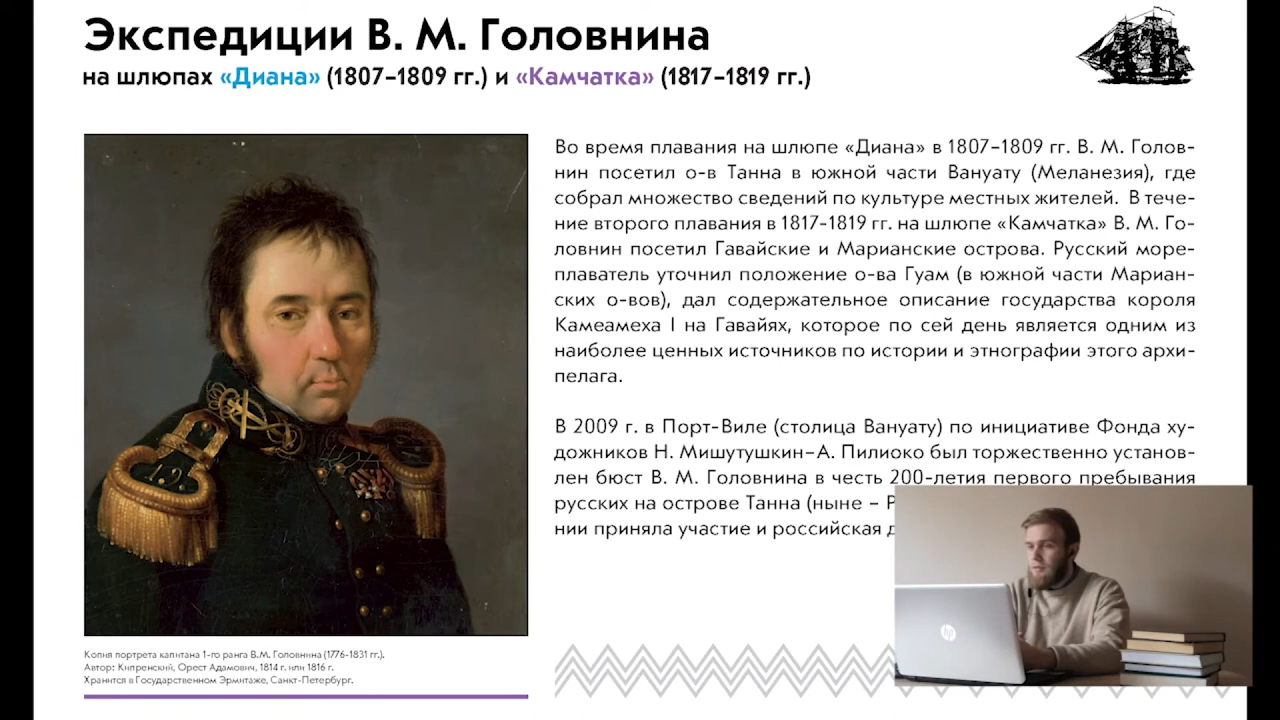 Экспедиции В. М. Головнина
на шлюпах «Диана» (1807–1809 гг.) и «Камчатка» (1817–1819 гг.)
Во время плавания на шлюпе «Диана» в 1807–1809 гг. В. М. Голов-
нин посетил о-в Танна в южной части Вануату (Меланезия), где
собрал множество сведений по культуре местных жителей. В тече-
ние второго плавания в 1817-1819 гг. на шлюпе «Камчатка» В. М. Го-
ловнин посетил Гавайские и Марианские острова. Русский море-
плаватель уточнил положение о-ва Гуам (в южной части Мариан-
ских о-вов), дал содержательное описание государства короля
Камеамеха I на Гавайях, которое по сей день является одним из
наиболее ценных источников по истории и этнографии этого архи-
пелага.
В 2009 г. в Порт-Виле (столица Вануату) по инициативе Фонда ху-
дожников Н. Мишутушкин–А. Пилиоко был торжественно установ-
лен бюст В. М. Головнина в честь 200-летия первого пребывания
русских на острове Танна (ныне –
нии приняла участие и российская
Копия портрета капитана 1-го ранга В.М. Головнина (1776-1831 гг.).
Автор: Кипренский, Орест Адамович, 1814 г. или 1816 г.
Хранится в Государственном Эрмитаже, Санкт-Петербург.
hp